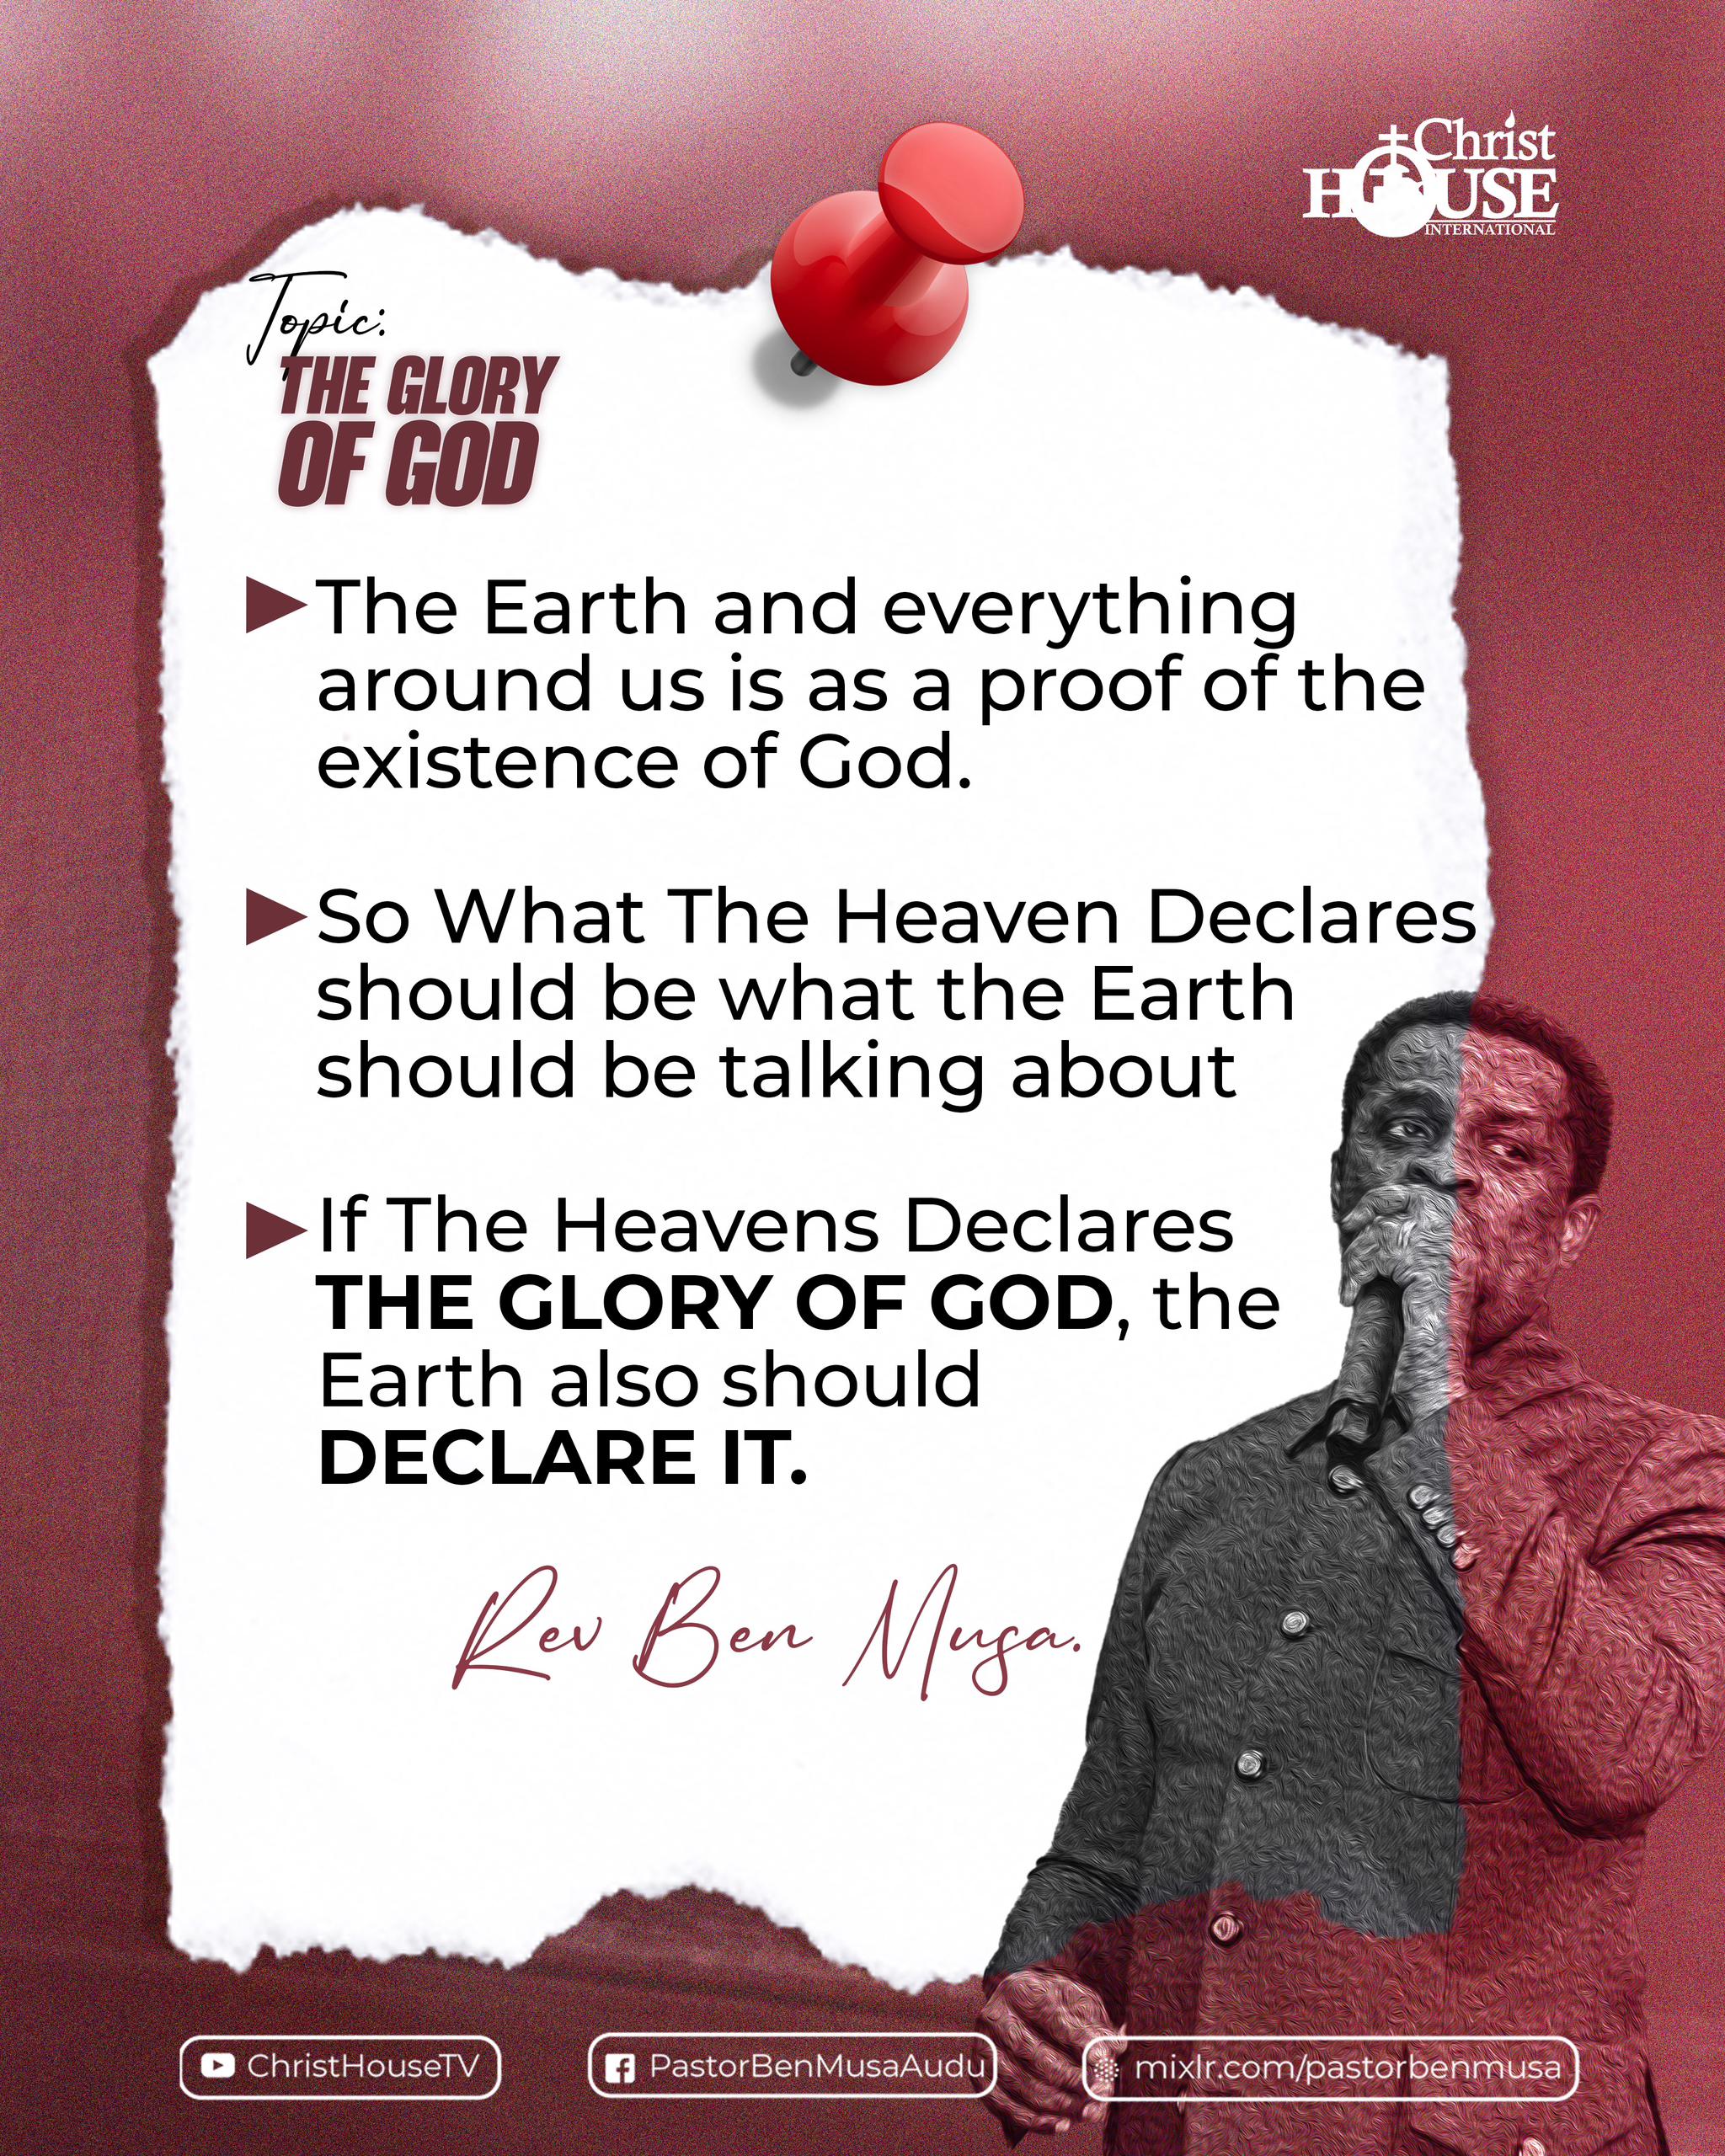 Christ
HOUSE
INTERNATIONAL
Topic:
THE GLORY
OF GOD
The Earth and everything
around us is as a proof of the
existence of God.
So What The Heaven Declares
should be what the Earth
should be talking about
If The Heavens Declares
THE GLORY OF GOD, the
Earth also should
DECLARE IT.
Rev Ben Musa.
ChristHouseTV
PastorBenMusaAudu
mixlr.com/pastorbenmusa